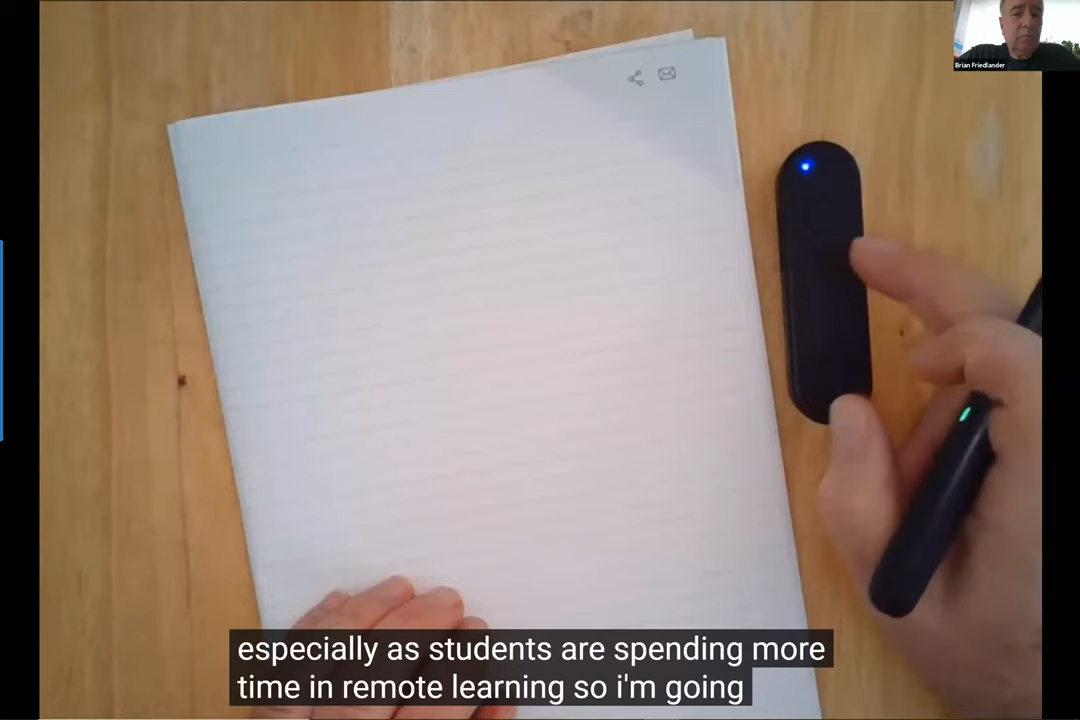 Brian Friedlander
especially as students are spending more
time in remote learning so i'm going